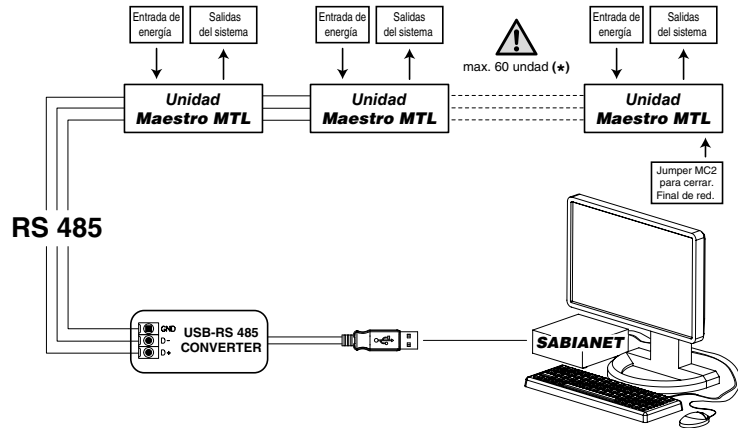 Entrada de
energía
Salidas
del sistema
Entrada de
energía
Salidas
del sistema
max. 60 undad (*)
Entrada de
energía
Salidas
del sistema
Unidad
Maestro MTL
Unidad
Maestro MTL
Unidad
Maestro MTL
Jumper MC2
para cerrar.
Final de red.
RS 485
GND
D-
D+
USB-RS 485
CONVERTER
SABIANET